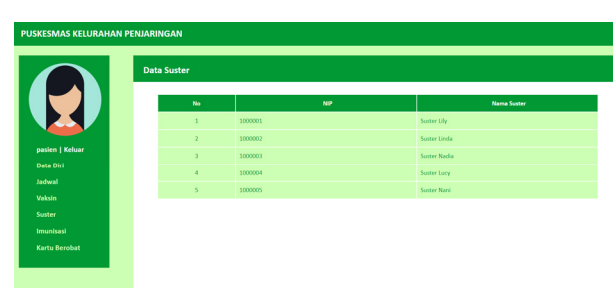 PUSKESMAS KELURAHAN PENJARINGAN
pasien | Keluar
Data Diri
Jadwal
Vaksin
Suster
Imunisasi
Kartu Berobat
Data Suster
No NIP Nama Suster
1 1000001 Suster Lily
2 1000002 Suster Linda
3 1000003 Suster Nadia
4 1000004 Suster Lucy
5 1000005 Suster Nani